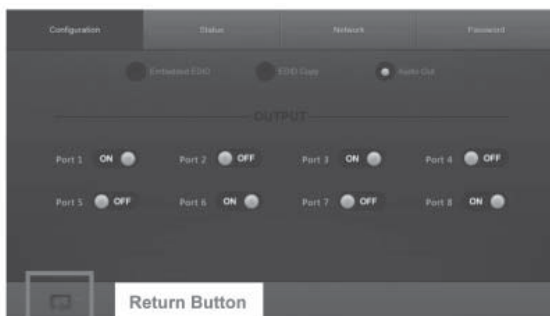 Configuration Status Network Password
Embedded EDID EDID Copy Audio Out
OUTPUT
Port 1 ON Port 2 OFF Port 3 ON Port 4 OFF
Port 5 OFF Port 6 ON Port 7 OFF Port 8 ON
Return Button